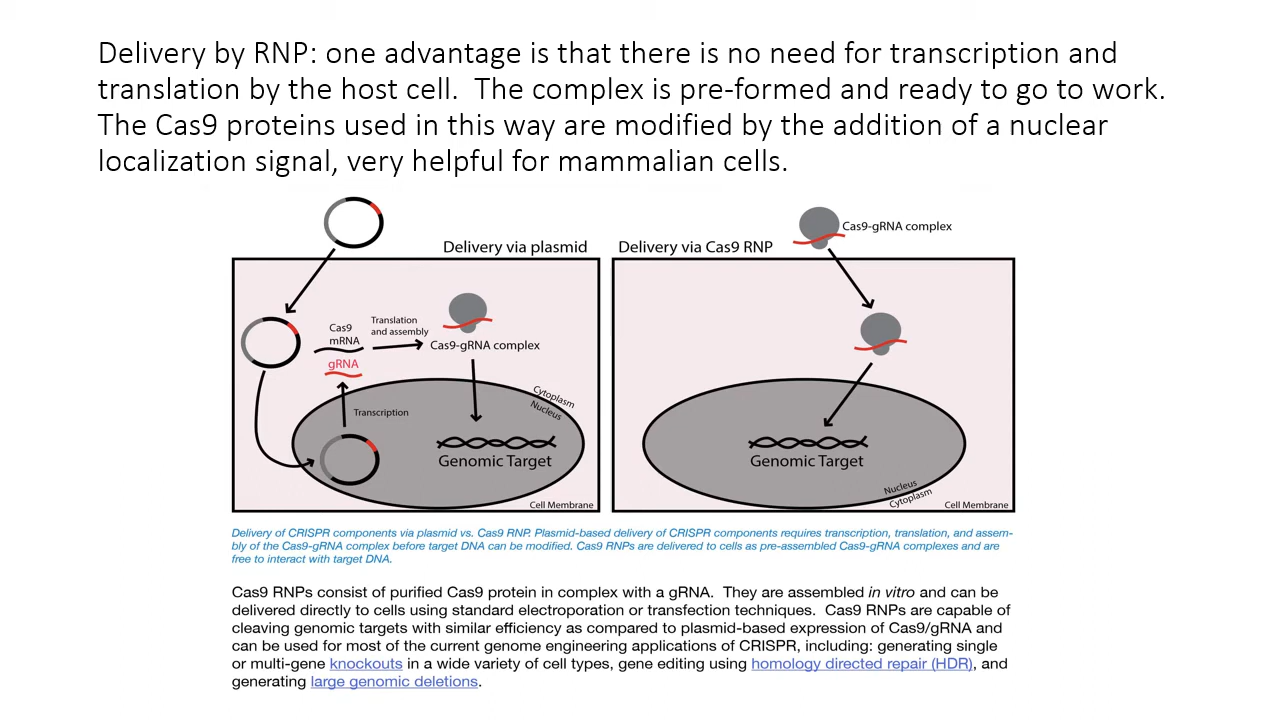 Delivery by RNP: one advantage is that there is no need for transcription and
translation by the host cell.  The complex is pre-formed and ready to go to work.
The Cas9 proteins used in this way are modified by the addition of a nuclear
localization signal, very helpful for mammalian cells.
Delivery via plasmid
Cas9
mRNA
gRNA
Translation
and assembly
Cas9-gRNA complex
Transcription
Cytoplasm
Nucleus
Genomic Target
Cell Membrane
Delivery via Cas9 RNP
Cas9-gRNA complex
Genomic Target
Nucleus
Cytoplasm
Cell Membrane
Delivery of CRISPR components via plasmid vs. Cas9 RNP. Plasmid-based delivery of CRISPR components requires transcription, translation, and assem-
bly of the Cas9-gRNA complex before target DNA can be modified. Cas9 RNPs are delivered to cells as pre-assembled Cas9-gRNA complexes and are
free to interact with target DNA.
Cas9 RNPs consist of purified Cas9 protein in complex with a gRNA.  They are assembled in vitro and can be
delivered directly to cells using standard electroporation or transfection techniques.  Cas9 RNPs are capable of
cleaving genomic targets with similar efficiency as compared to plasmid-based expression of Cas9/gRNA and
can be used for most of the current genome engineering applications of CRISPR, including: generating single
or multi-gene knockouts in a wide variety of cell types, gene editing using homology directed repair (HDR), and
generating large genomic deletions.